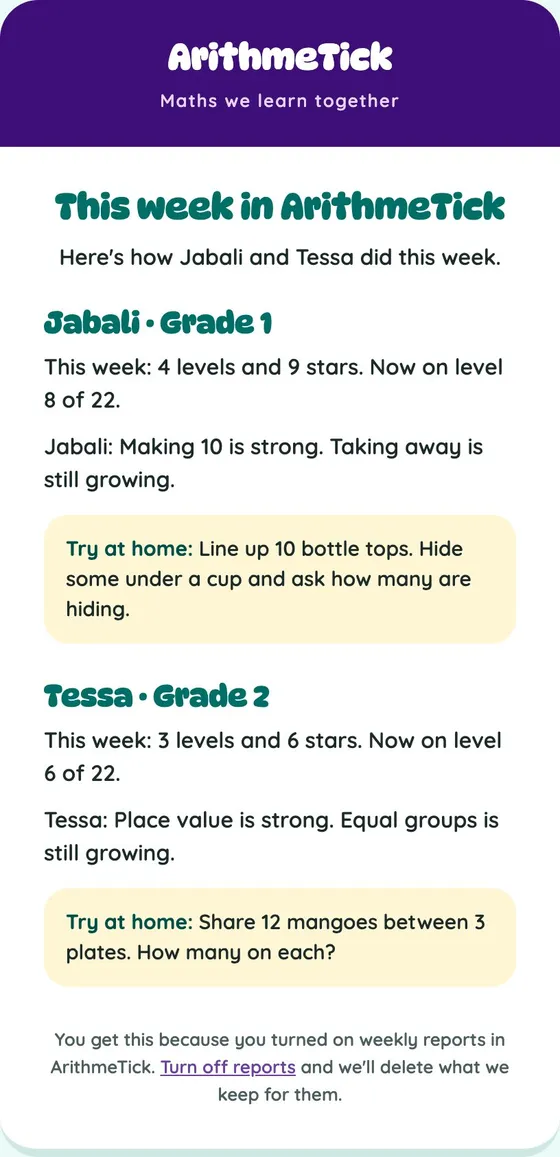 ArithmeTick
Maths we learn together
This week in ArithmeTick
Here's how Jabali and Tessa did this week.
Jabali · Grade 1
This week: 4 levels and 9 stars. Now on level
8 of 22.
Jabali: Making 10 is strong. Taking away is
still growing.
Try at home: Line up 10 bottle tops. Hide
some under a cup and ask how many are
hiding.
Tessa · Grade 2
This week: 3 levels and 6 stars. Now on level
6 of 22.
Tessa: Place value is strong. Equal groups is
still growing.
Try at home: Share 12 mangoes between 3
plates. How many on each?
You get this because you turned on weekly reports in
ArithmeTick. Turn off reports and we'll delete what we
keep for them.